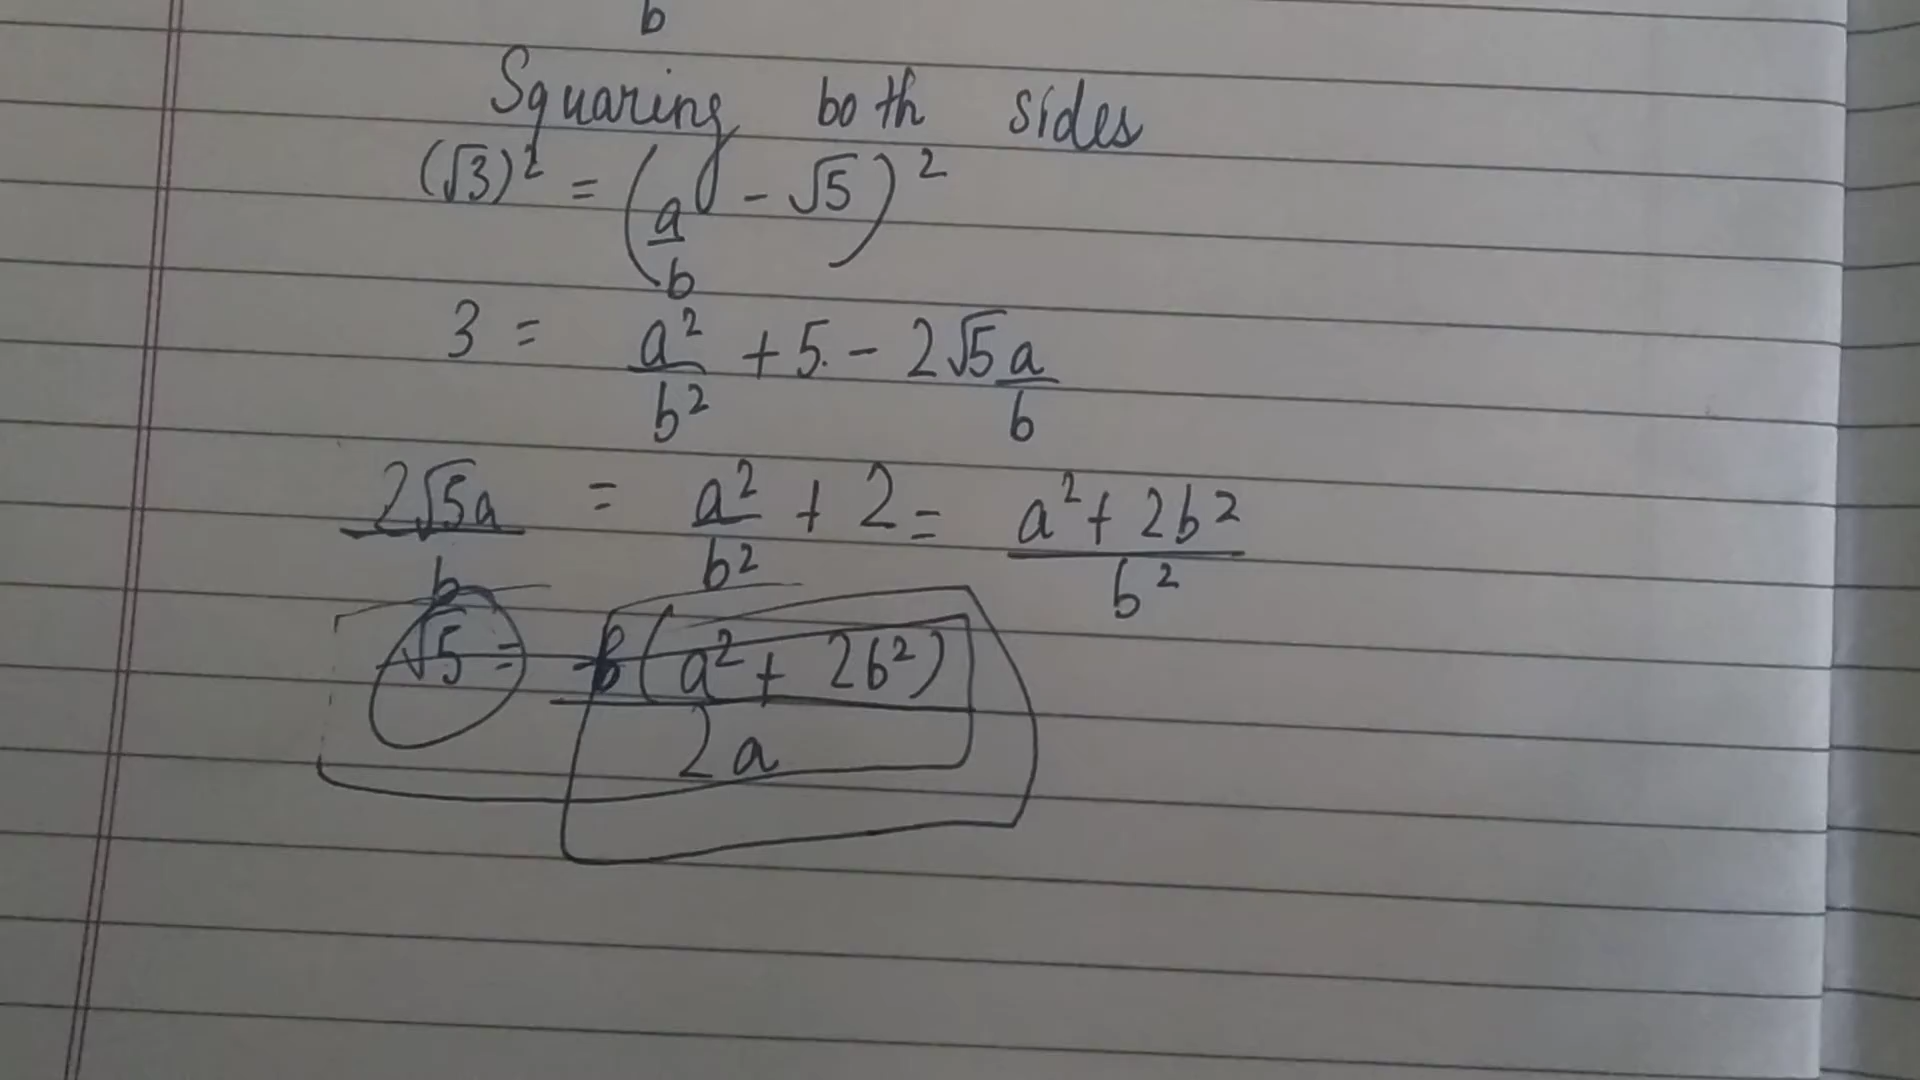 b
Squaring both sides
(√3)² = (a/b - √5)²
3 = a²/b² + 5. - 2√5a/b
2√5a/b = a²/b² + 2 = a² + 2b²/b²
√5 = b(a² + 2b²)/2a